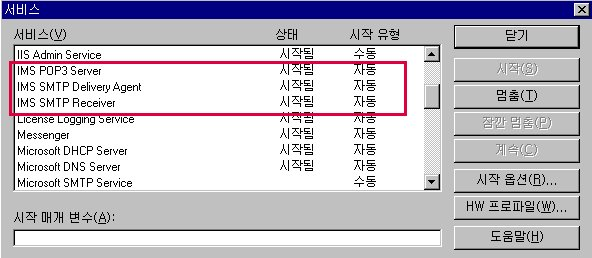 서비스
서비스(V) 상태 시작 유형
IIS Admin Service 시작됨 수동
IMS POP3 Server 시작됨 자동
IMS SMTP Delivery Agent 시작됨 자동
IMS SMTP Receiver 시작됨 자동
License Logging Service 시작됨 자동
Messenger 시작됨 자동
Microsoft DHCP Server 시작됨 자동
Microsoft DNS Server 시작됨 자동
Microsoft SMTP Service 수동
시작 매개 변수(A):
닫기
시작(S)
멈춤(T)
잠깐 멈춤(P)
계속(C)
시작 옵션(R)...
HW 프로파일(W)...
도움말(H)